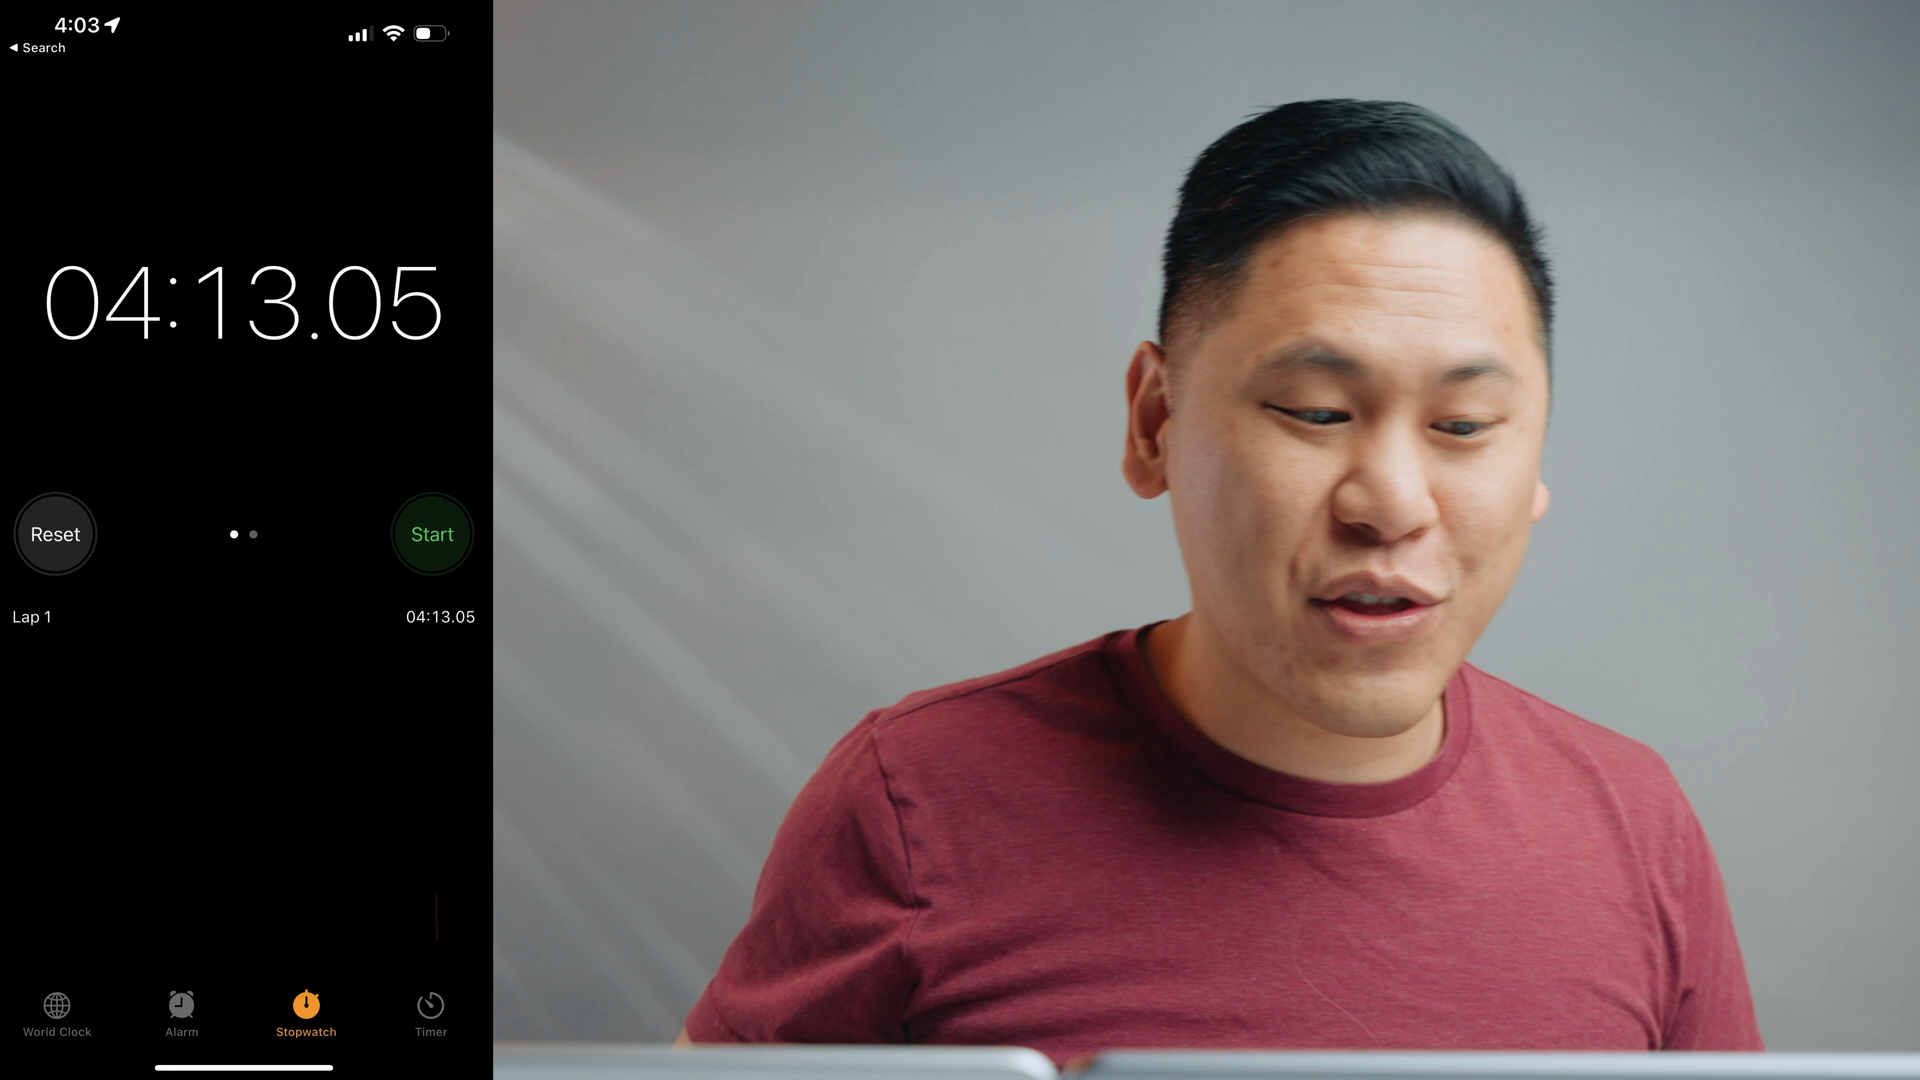 4:03
◀ Search
04:13.05
Reset
Start
Lap 1 04:13.05
World Clock Alarm Stopwatch Timer